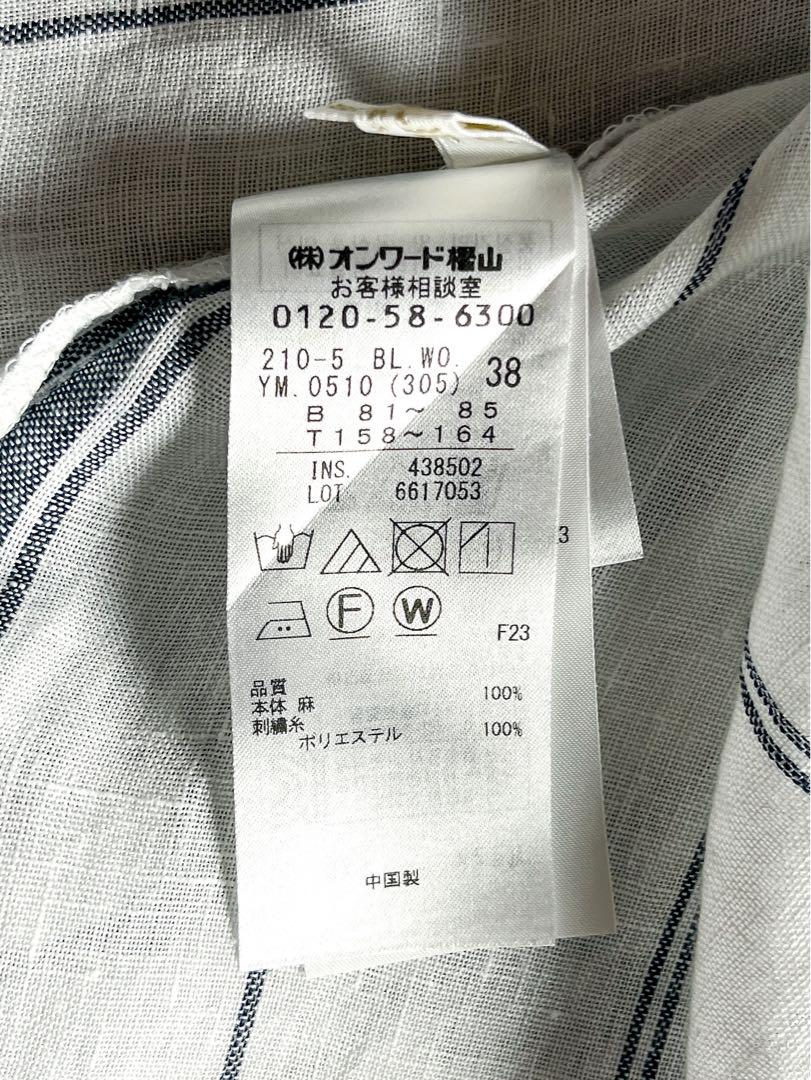 (株)オンワード樫山
お客様相談室
0120-58-6300
210-5 BL.WO. 38
YM.0510 (305)
B 81~ 85
T158~164
INS. 438502
LOT 6617053
3
F W
F23
品質
本体 麻 100%
刺繍糸
ポリエステル 100%
中国製